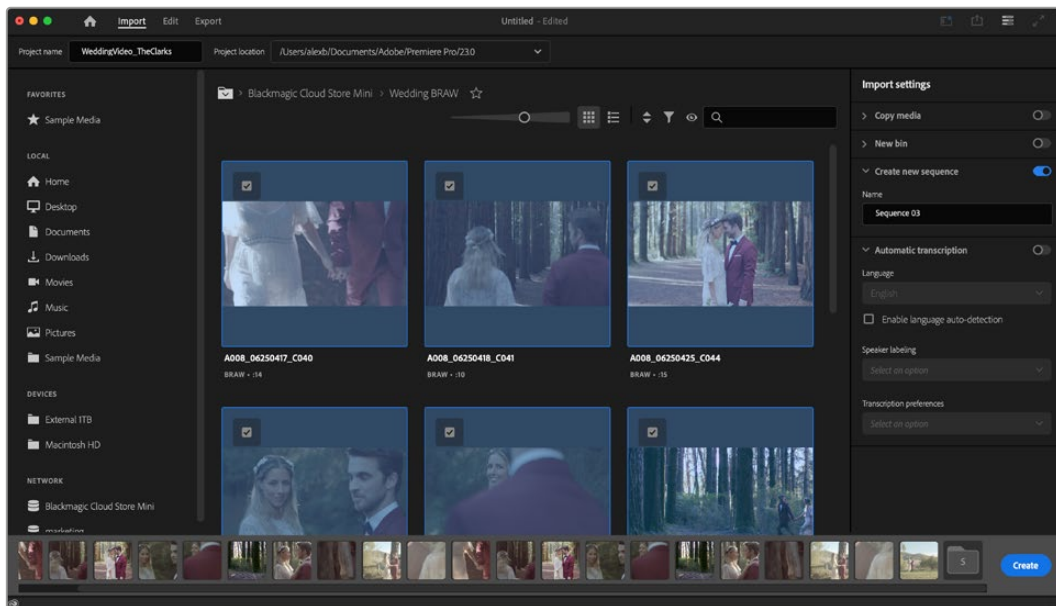 Import Edit Export
Untitled - Edited
Project name WeddingVideo_TheClarks Project location /Users/alexb/Documents/Adobe/Premiere Pro/23.0
FAVORITES
Sample Media
LOCAL
Home
Desktop
Documents
Downloads
Movies
Music
Pictures
Sample Media
DEVICES
External 1TB
Macintosh HD
NETWORK
Blackmagic Cloud Store Mini
marketing
Blackmagic Cloud Store Mini > Wedding BRAW
A008_06250417_C040
BRAW • :14
A008_06250418_C041
BRAW • :10
A008_06250425_C044
BRAW • :15
Import settings
Copy media
New bin
Create new sequence
Name
Sequence 03
Automatic transcription
Language
English
Enable language auto-detection
Speaker labeling
Select an option
Transcription preferences
Select an option
S
Create